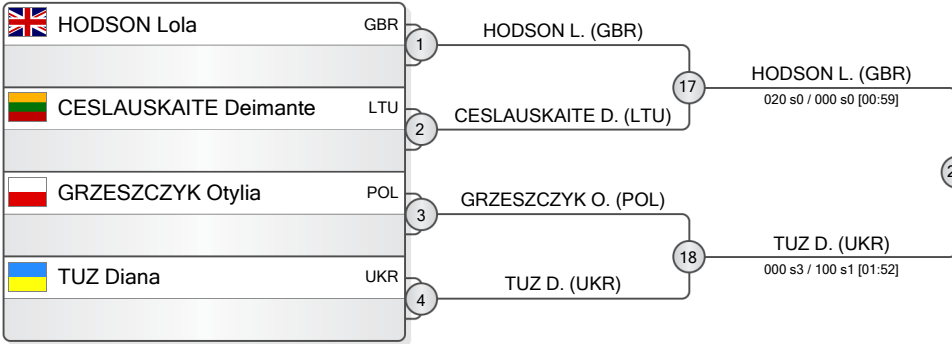 HODSON Lola GBR
1
HODSON L. (GBR)
17
HODSON L. (GBR)
020 s0 / 000 s0 [00:59]
CESLAUSKAITE Deimante LTU
2
CESLAUSKAITE D. (LTU)
GRZESZCZYK Otylia POL
3
GRZESZCZYK O. (POL)
18
TUZ D. (UKR)
000 s3 / 100 s1 [01:52]
TUZ Diana UKR
4
TUZ D. (UKR)